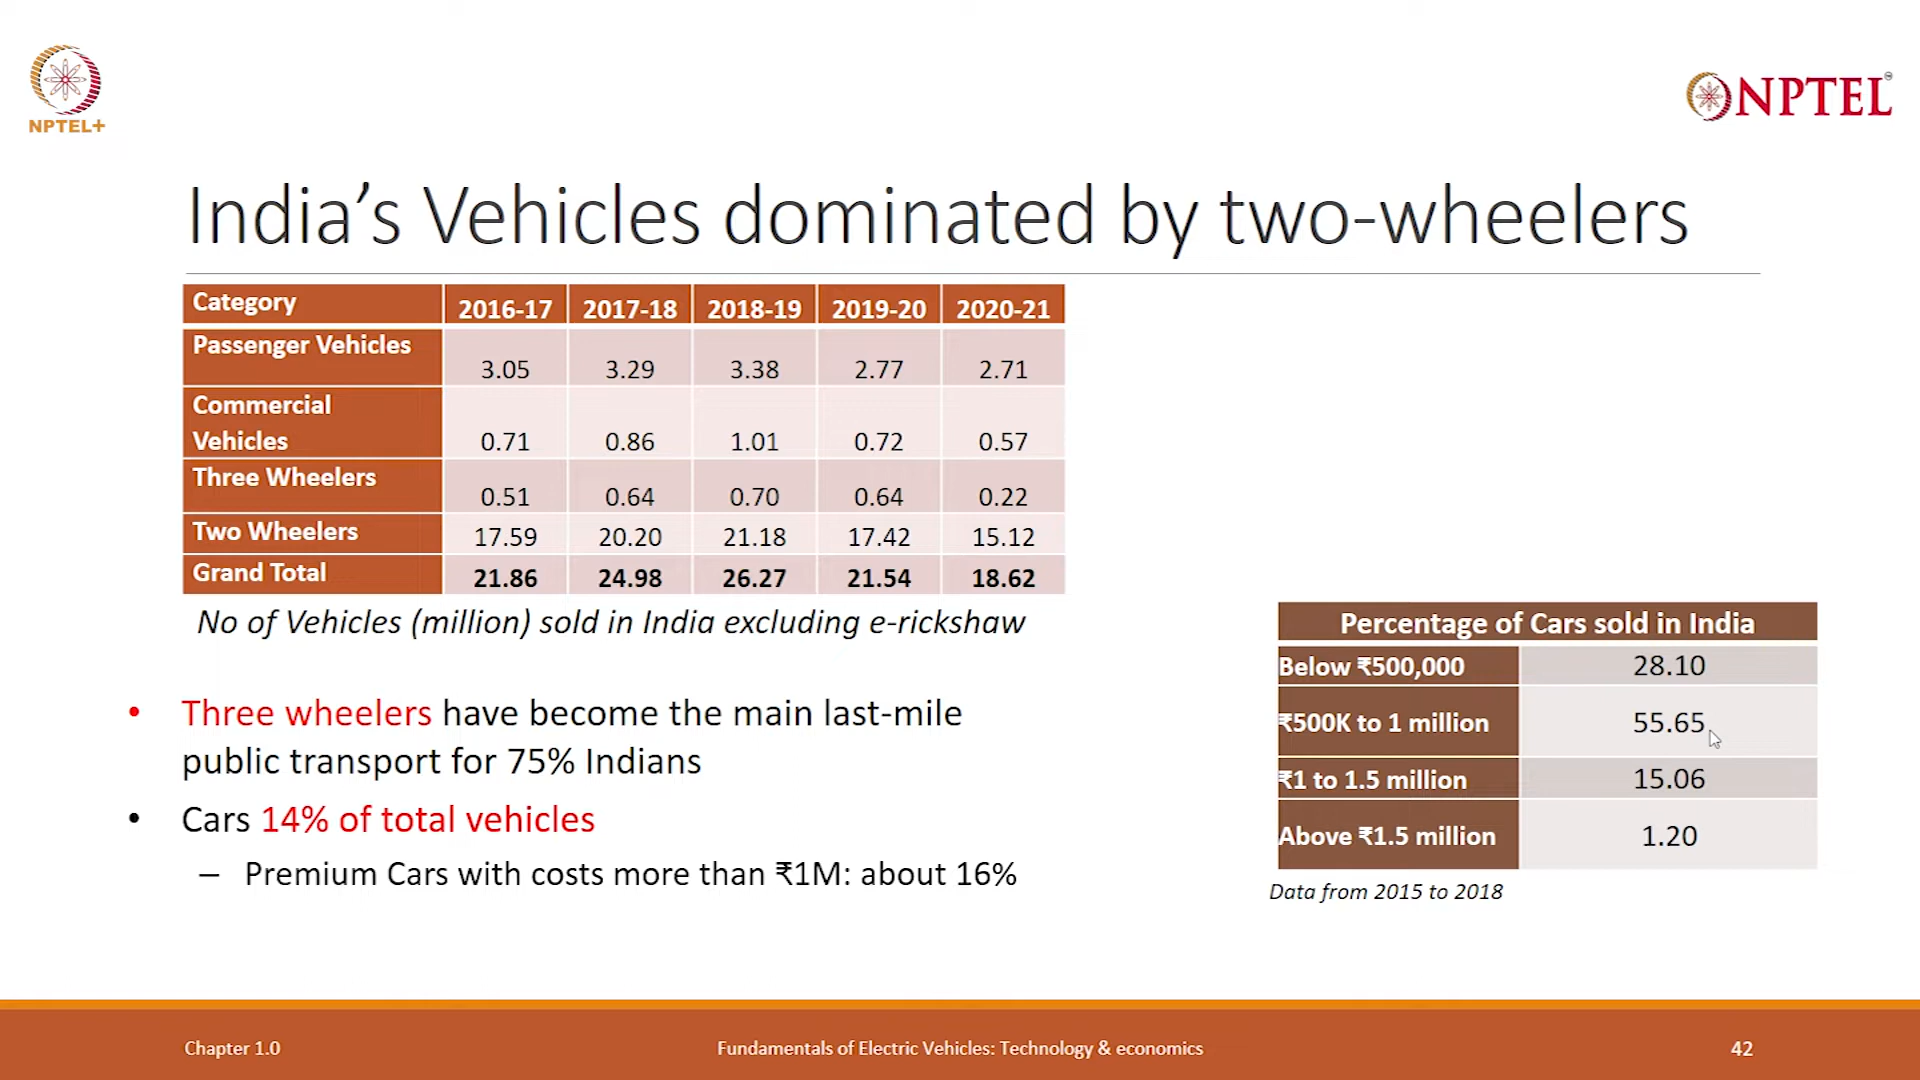 NPTEL+
NPTEL
India's Vehicles dominated by two-wheelers
Category 2016-17 2017-18 2018-19 2019-20 2020-21
Passenger Vehicles 3.05 3.29 3.38 2.77 2.71
Commercial
Vehicles 0.71 0.86 1.01 0.72 0.57
Three Wheelers 0.51 0.64 0.70 0.64 0.22
Two Wheelers 17.59 20.20 21.18 17.42 15.12
Grand Total 21.86 24.98 26.27 21.54 18.62
No of Vehicles (million) sold in India excluding e-rickshaw
• Three wheelers have become the main last-mile
public transport for 75% Indians
• Cars 14% of total vehicles
– Premium Cars with costs more than ₹1M: about 16%
Percentage of Cars sold in India
Below ₹500,000 28.10
₹500K to 1 million 55.65
₹1 to 1.5 million 15.06
Above ₹1.5 million 1.20
Data from 2015 to 2018
Chapter 1.0 Fundamentals of Electric Vehicles: Technology & economics 42